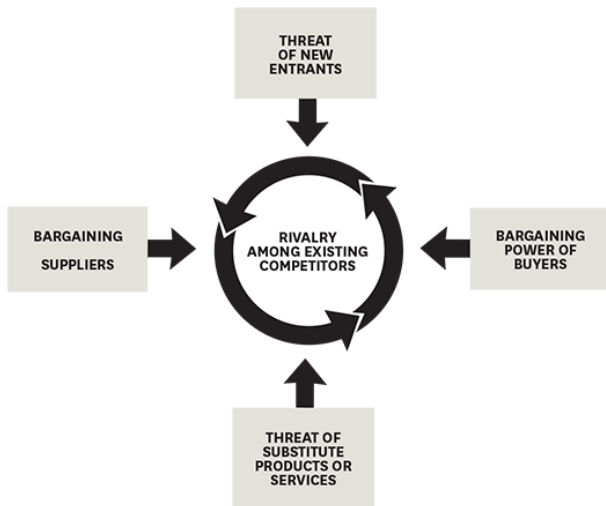 THREAT
OF NEW
ENTRANTS
BARGAINING
SUPPLIERS
RIVALRY
AMONG EXISTING
COMPETITORS
BARGAINING
POWER OF
BUYERS
THREAT OF
SUBSTITUTE
PRODUCTS OR
SERVICES